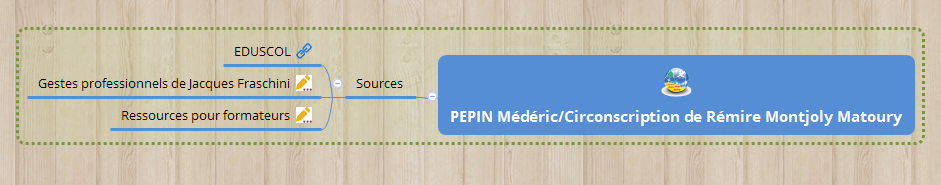 EDUSCOL
Gestes professionnels de Jacques Fraschini
Ressources pour formateurs
Sources
PEPIN Médéric/Circonscription de Rémire Montjoly Matoury